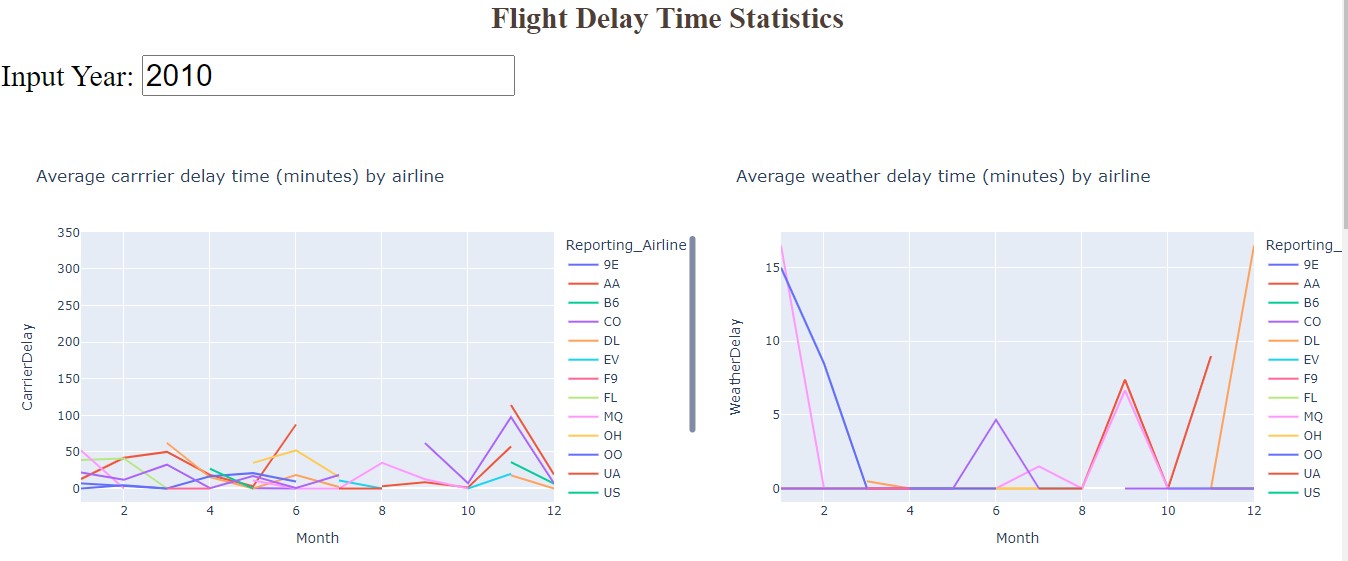 Flight Delay Time Statistics
Input Year: 2010
Average carrrier delay time (minutes) by airline
350
300
250
200
150
100
50
0
CarrierDelay
2
4
6
8
10
12
Month
Reporting_Airline
9E
AA
B6
CO
DL
EV
F9
FL
MQ
OH
OO
UA
US
Average weather delay time (minutes) by airline
15
10
5
0
WeatherDelay
2
4
6
8
10
12
Month
Reporting_
9E
AA
B6
CO
DL
EV
F9
FL
MQ
OH
OO
UA
US